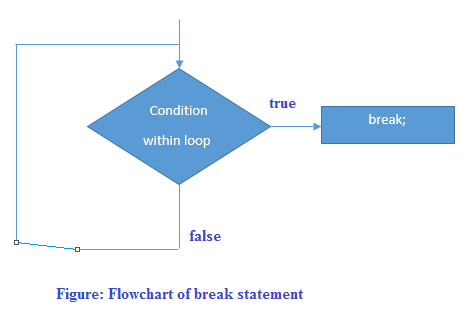 Condition
within loop
true
break;
false
Figure: Flowchart of break statement